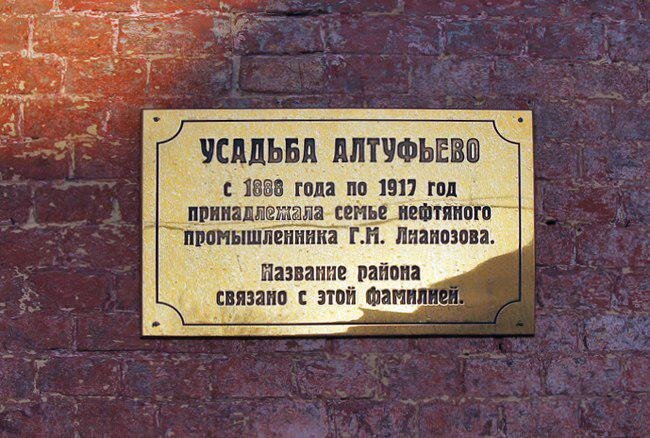 УСАДЬБА АЛТУФЬЕВО
с 1888 года по 1917 год
принадлежала семье нефтяного
промышленника Г.М. Лианозова.
Название района
связано с этой фамилией.